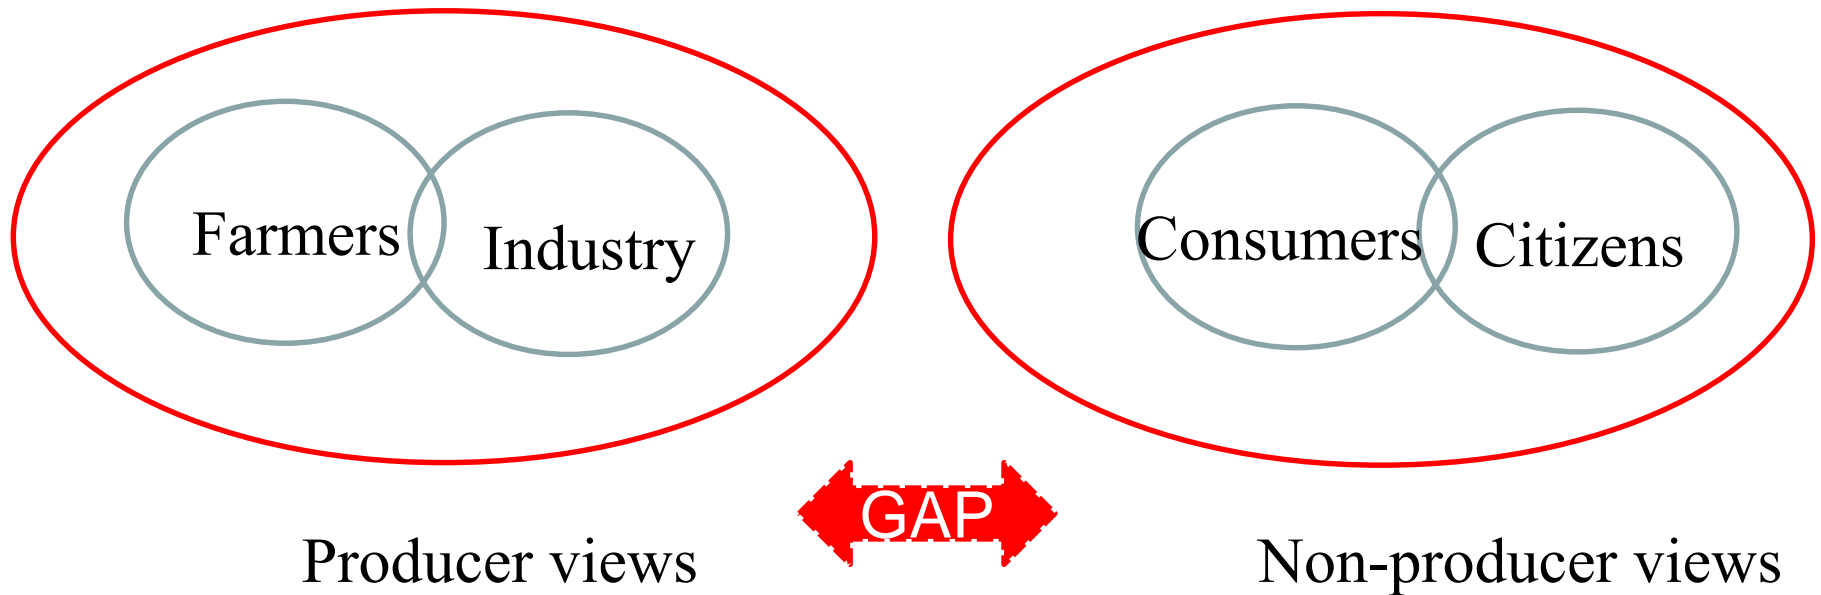 Farmers
Industry
Consumers
Citizens
GAP
Producer views
Non-producer views